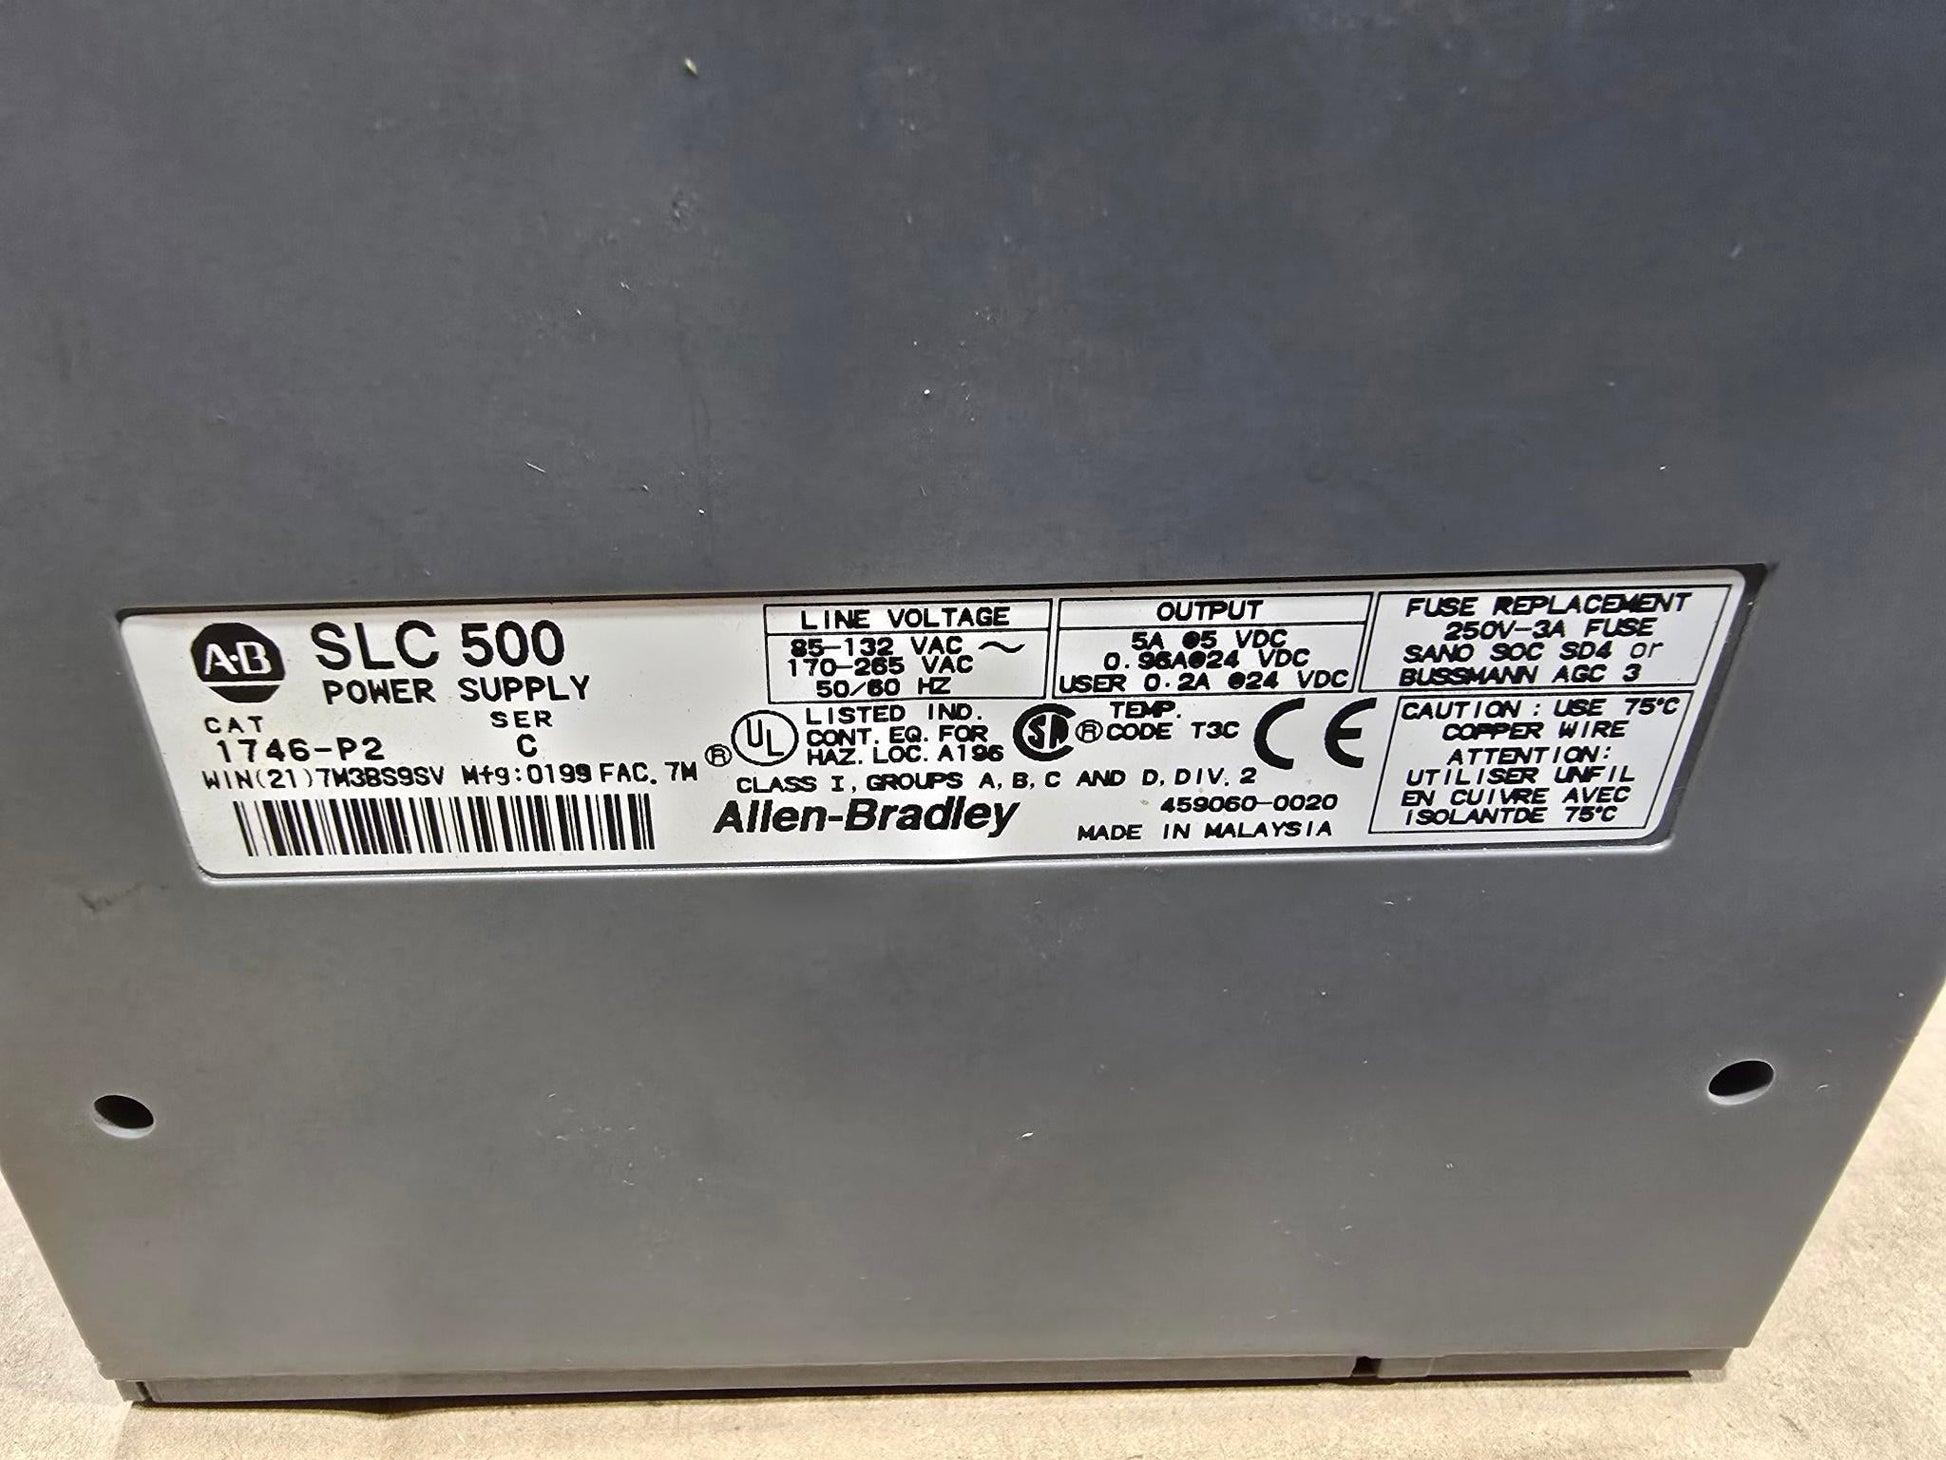 A·B
SLC 500
POWER SUPPLY
CAT
SER
1746-P2
C
WIN(21)7M3BS9SV Mfg:0199 FAC. 7M
LINE VOLTAGE
85-132 VAC ~
170-265 VAC
50/60 HZ
OUTPUT
5A @5 VDC
0.96A@24 VDC
USER 0.2A @24 VDC
FUSE REPLACEMENT
250V-3A FUSE
SANO SOC SD4 or
BUSSMANN AGC 3
® UL
LISTED IND.
CONT. EQ. FOR
HAZ. LOC. A196
SA ®
TEMP.
CODE T3C
CE
CLASS I, GROUPS A, B, C AND D, DIV. 2
Allen-Bradley
459060-0020
MADE IN MALAYSIA
CAUTION : USE 75°C
COPPER WIRE
ATTENTION:
UTILISER UNFIL
EN CUIVRE AVEC
ISOLANTDE 75°C